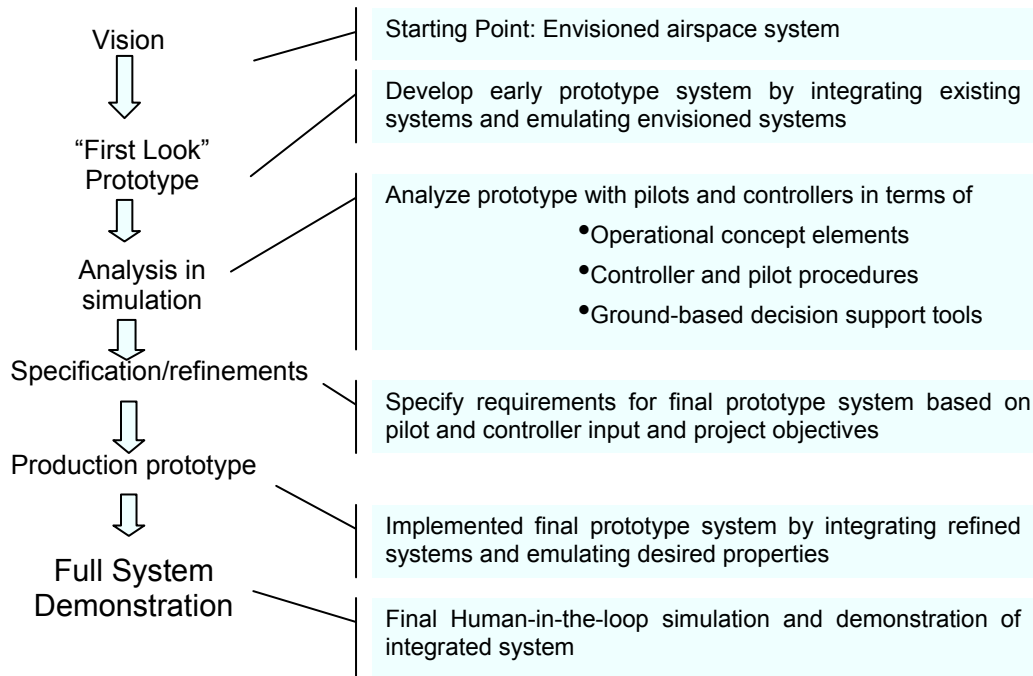 Vision
Starting Point: Envisioned airspace system
“First Look”
Prototype
Develop early prototype system by integrating existing
systems and emulating envisioned systems
Analysis in
simulation
Analyze prototype with pilots and controllers in terms of
•Operational concept elements
•Controller and pilot procedures
•Ground-based decision support tools
Specification/refinements
Specify requirements for final prototype system based on
pilot and controller input and project objectives
Production prototype
Implemented final prototype system by integrating refined
systems and emulating desired properties
Full System
Demonstration
Final Human-in-the-loop simulation and demonstration of
integrated system